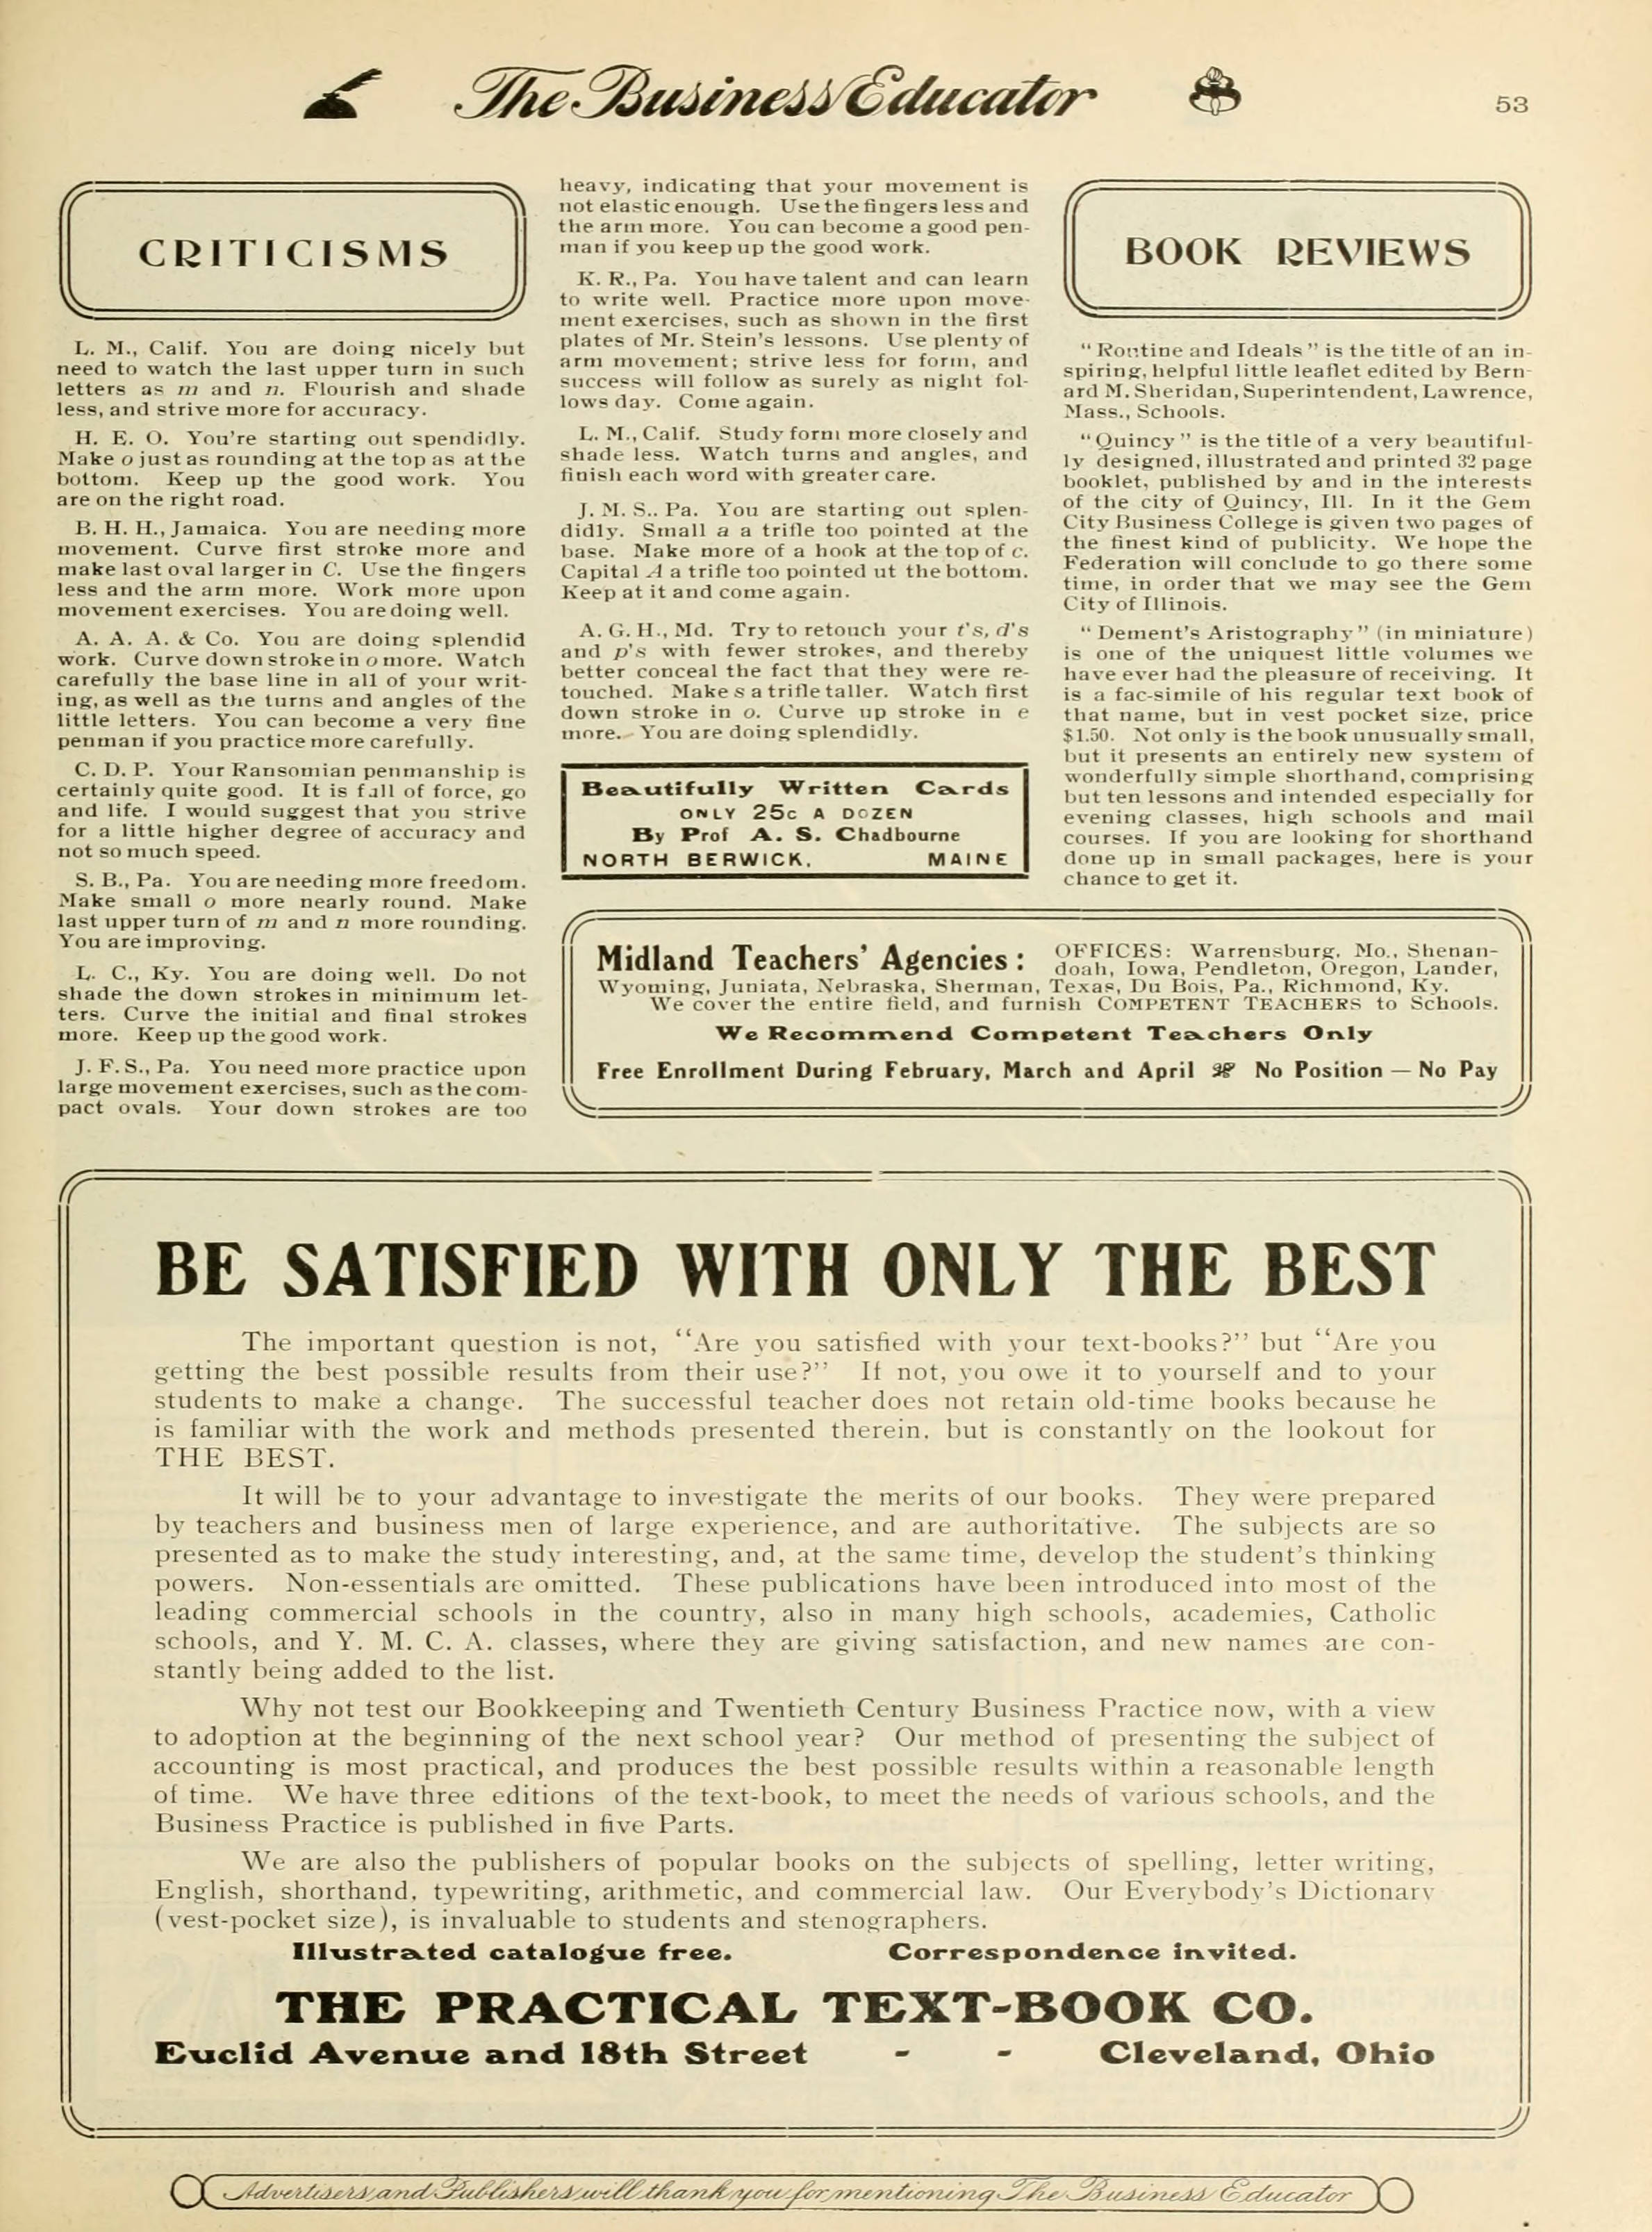 The Business Educator
53
CRITICISMS
L. M., Calif. You are doing nicely but
need to watch the last upper turn in such
letters as m and n. Flourish and shade
less, and strive more for accuracy.
H. E. O. You're starting out spendidly.
Make o just as rounding at the top as at the
bottom. Keep up the good work. You
are on the right road.
B. H. H., Jamaica. You are needing more
movement. Curve first stroke more and
make last oval larger in C. Use the fingers
less and the arm more. Work more upon
movement exercises. You are doing well.
A. A. A. & Co. You are doing splendid
work. Curve down stroke in o more. Watch
carefully the base line in all of your writ-
ing, as well as the turns and angles of the
little letters. You can become a very fine
penman if you practice more carefully.
C. D. P. Your Ransomian penmanship is
certainly quite good. It is full of force, go
and life. I would suggest that you strive
for a little higher degree of accuracy and
not so much speed.
S. B., Pa. You are needing more freedom.
Make small o more nearly round. Make
last upper turn of m and n more rounding.
You are improving.
L. C., Ky. You are doing well. Do not
shade the down strokes in minimum let-
ters. Curve the initial and final strokes
more. Keep up the good work.
J. F. S., Pa. You need more practice upon
large movement exercises, such as the com-
pact ovals. Your down strokes are too
heavy, indicating that your movement is
not elastic enough. Use the fingers less and
the arm more. You can become a good pen-
man if you keep up the good work.
K. R., Pa. You have talent and can learn
to write well. Practice more upon move-
ment exercises, such as shown in the first
plates of Mr. Stein's lessons. Use plenty of
arm movement; strive less for form, and
success will follow as surely as night fol-
lows day. Come again.
L. M., Calif. Study form more closely and
shade less. Watch turns and angles, and
finish each word with greater care.
J. M. S.. Pa. You are starting out splen-
didly. Small a a trifle too pointed at the
base. Make more of a hook at the top of c.
Capital A a trifle too pointed ut the bottom.
Keep at it and come again.
A. G. H., Md. Try to retouch your t's, d's
and p's with fewer strokes, and thereby
better conceal the fact that they were re-
touched. Make s a trifle taller. Watch first
down stroke in o. Curve up stroke in e
more. You are doing splendidly.
Beautifully Written Cards
ONLY 25c A DOZEN
By Prof A. S. Chadbourne
NORTH BERWICK, MAINE
BOOK REVIEWS
"Routine and Ideals" is the title of an in-
spiring, helpful little leaflet edited by Bern-
ard M. Sheridan, Superintendent, Lawrence,
Mass., Schools.
"Quincy" is the title of a very beautiful-
ly designed, illustrated and printed 32 page
booklet, published by and in the interests
of the city of Quincy, Ill. In it the Gem
City Business College is given two pages of
the finest kind of publicity. We hope the
Federation will conclude to go there some
time, in order that we may see the Gem
City of Illinois.
"Dement's Aristography" (in miniature)
is one of the uniquest little volumes we
have ever had the pleasure of receiving. It
is a fac-simile of his regular text book of
that name, but in vest pocket size, price
$1.50. Not only is the book unusually small,
but it presents an entirely new system of
wonderfully simple shorthand, comprising
but ten lessons and intended especially for
evening classes, high schools and mail
courses. If you are looking for shorthand
done up in small packages, here is your
chance to get it.
Midland Teachers' Agencies: OFFICES: Warrensburg, Mo., Shenan-
doah, Iowa, Pendleton, Oregon, Lander,
Wyoming, Juniata, Nebraska, Sherman, Texas, Du Bois, Pa., Richmond, Ky.
We cover the entire field, and furnish COMPETENT TEACHERS to Schools.
We Recommend Competent Teachers Only
Free Enrollment During February, March and April No Position — No Pay
BE SATISFIED WITH ONLY THE BEST
The important question is not, "Are you satisfied with your text-books?" but "Are you
getting the best possible results from their use?" If not, you owe it to yourself and to your
students to make a change. The successful teacher does not retain old-time books because he
is familiar with the work and methods presented therein, but is constantly on the lookout for
THE BEST.
It will be to your advantage to investigate the merits of our books. They were prepared
by teachers and business men of large experience, and are authoritative. The subjects are so
presented as to make the study interesting, and, at the same time, develop the student's thinking
powers. Non-essentials are omitted. These publications have been introduced into most of the
leading commercial schools in the country, also in many high schools, academies, Catholic
schools, and Y. M. C. A. classes, where they are giving satisfaction, and new names are con-
stantly being added to the list.
Why not test our Bookkeeping and Twentieth Century Business Practice now, with a view
to adoption at the beginning of the next school year? Our method of presenting the subject of
accounting is most practical, and produces the best possible results within a reasonable length
of time. We have three editions of the text-book, to meet the needs of various schools, and the
Business Practice is published in five Parts.
We are also the publishers of popular books on the subjects of spelling, letter writing,
English, shorthand, typewriting, arithmetic, and commercial law. Our Everybody's Dictionary
(vest-pocket size), is invaluable to students and stenographers.
Illustrated catalogue free. Correspondence invited.
THE PRACTICAL TEXT-BOOK CO.
Euclid Avenue and 18th Street - - Cleveland, Ohio
Advertisers and Publishers will thank you for mentioning The Business Educator